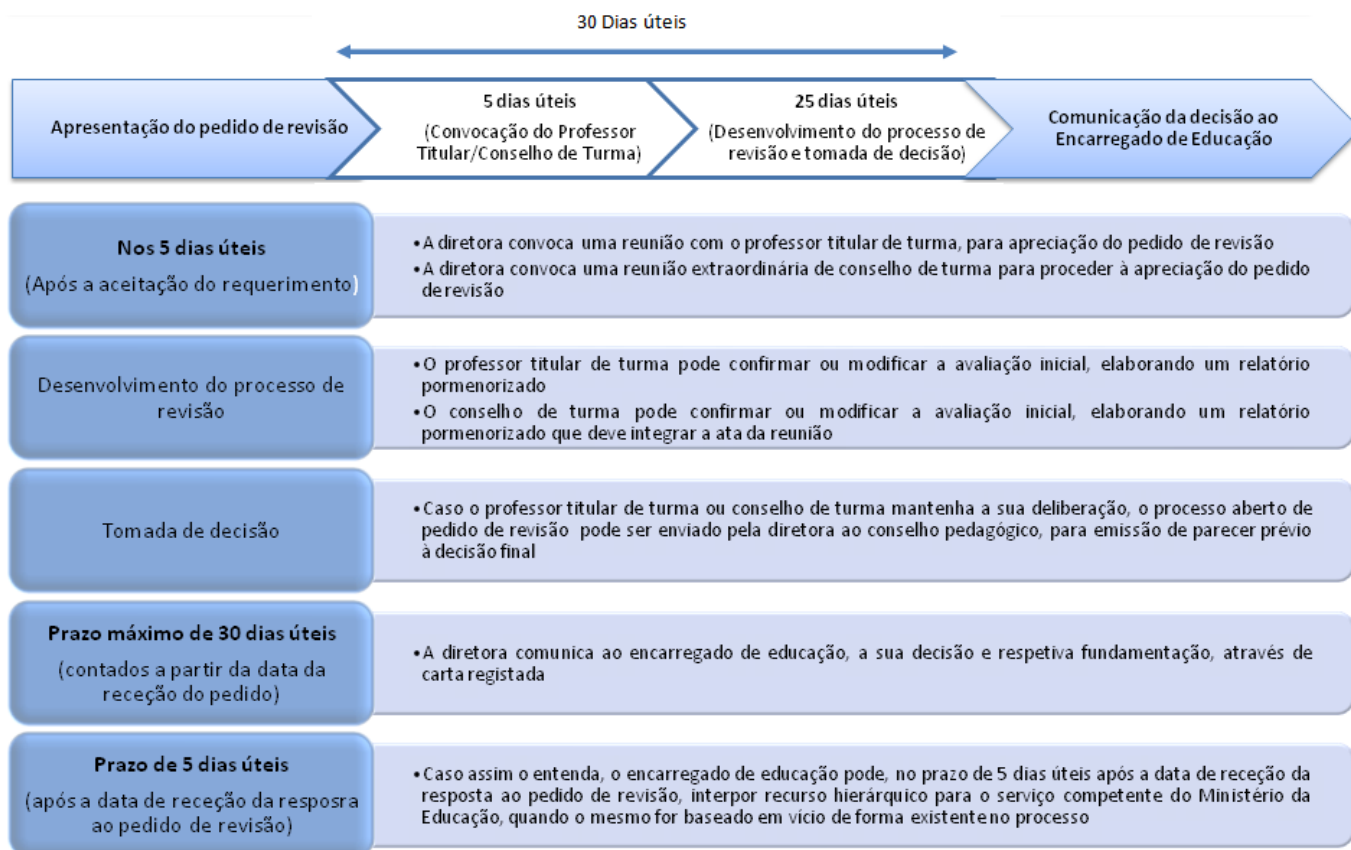 30 Dias úteis
Apresentação do pedido de revisão
5 dias úteis
(Convocação do Professor
Titular/Conselho de Turma)
25 dias úteis
(Desenvolvimento do processo de
revisão e tomada de decisão)
Comunicação da decisão ao
Encarregado de Educação
Nos 5 dias úteis
(Após a aceitação do requerimento)
•A diretora convoca uma reunião com o professor titular de turma, para apreciação do pedido de revisão
•A diretora convoca uma reunião extraordinária de conselho de turma para proceder à apreciação do pedido
de revisão
Desenvolvimento do processo de
revisão
•O professor titular de turma pode confirmar ou modificar a avaliação inicial, elaborando um relatório
pormenorizado
•O conselho de turma pode confirmar ou modificar a avaliação inicial, elaborando um relatório
pormenorizado que deve integrar a ata da reunião
Tomada de decisão
•Caso o professor titular de turma ou conselho de turma mantenha a sua deliberação, o processo aberto de
pedido de revisão pode ser enviado pela diretora ao conselho pedagógico, para emissão de parecer prévio
à decisão final
Prazo máximo de 30 dias úteis
(contados a partir da data da
receção do pedido)
•A diretora comunica ao encarregado de educação, a sua decisão e respetiva fundamentação, através de
carta registada
Prazo de 5 dias úteis
(após a data de receção da resposra
ao pedido de revisão)
•Caso assim o entenda, o encarregado de educação pode, no prazo de 5 dias úteis após a data de receção da
resposta ao pedido de revisão, interpor recurso hierárquico para o serviço competente do Ministério da
Educação, quando o mesmo for baseado em vício de forma existente no processo